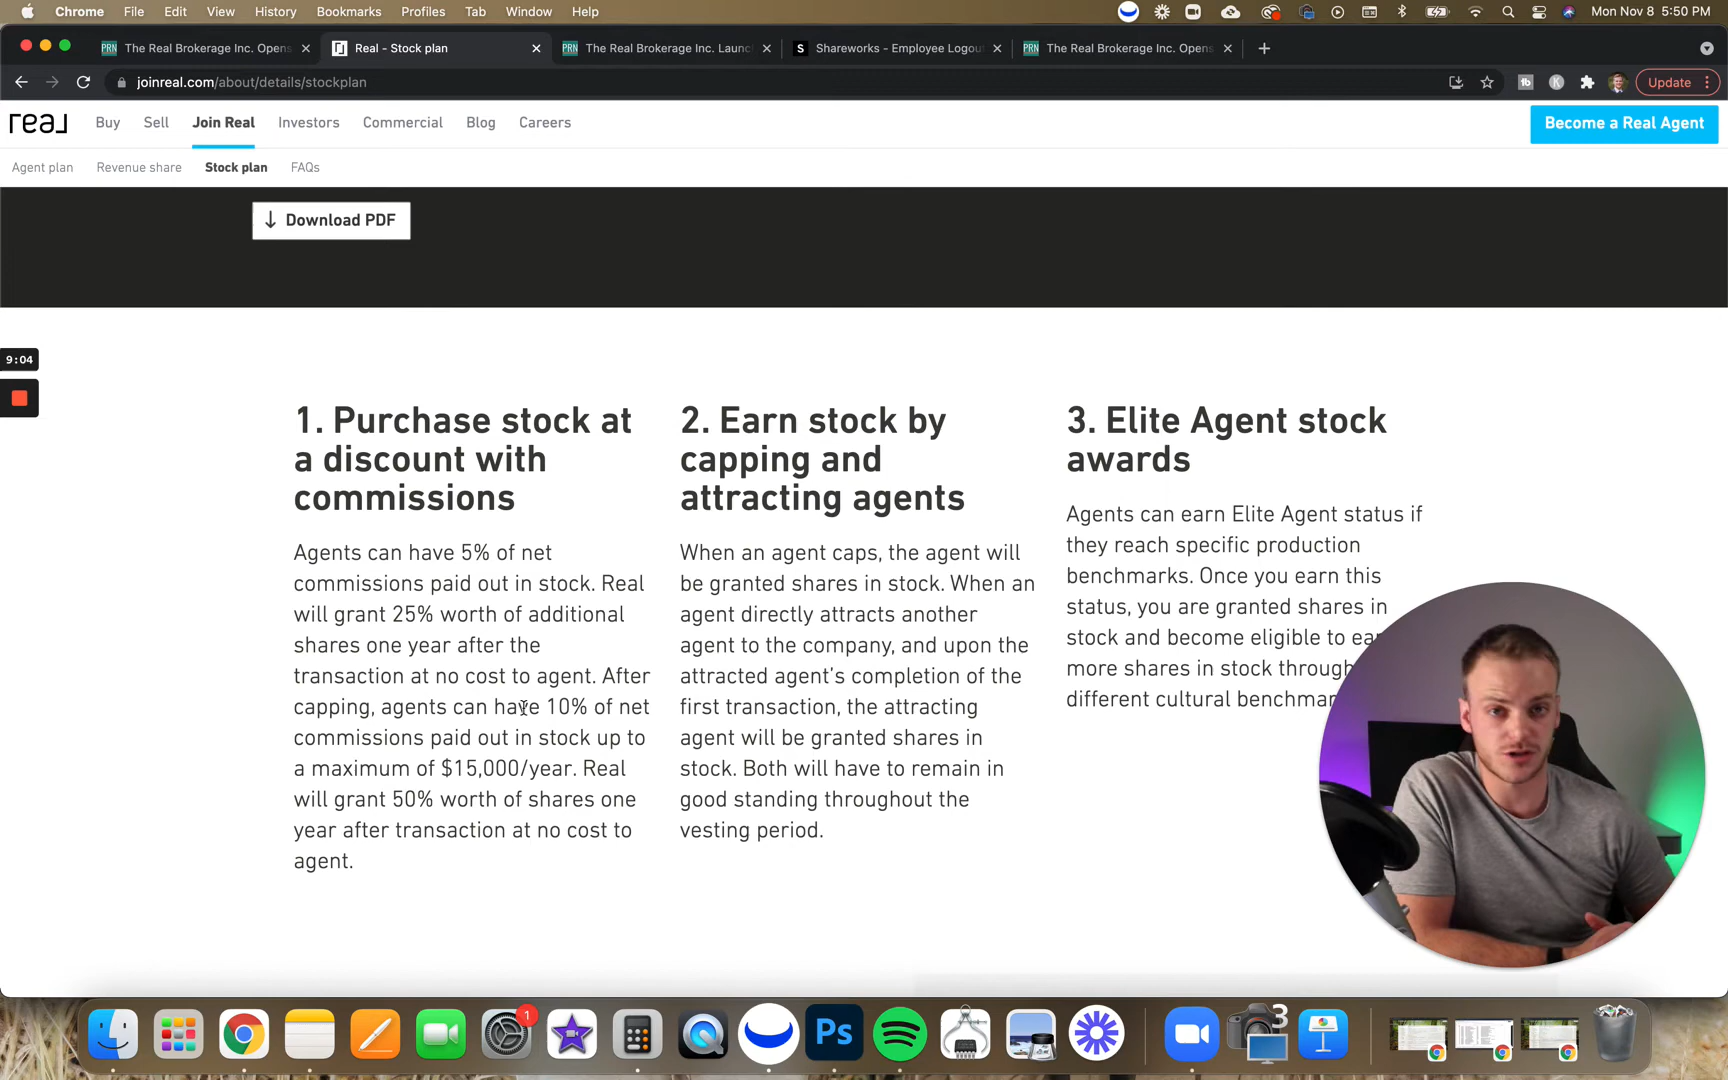 Chrome File Edit View History Bookmarks Profiles Tab Window Help
Mon Nov 8 5:50 PM
The Real Brokerage Inc. Opens
Real - Stock plan
The Real Brokerage Inc. Launc
Shareworks - Employee Logout
The Real Brokerage Inc. Opens
joinreal.com/about/details/stockplan
Update
real
Buy Sell Join Real Investors Commercial Blog Careers
Become a Real Agent
Agent plan Revenue share Stock plan FAQs
↓ Download PDF
9:04
1. Purchase stock at
a discount with
commissions
Agents can have 5% of net
commissions paid out in stock. Real
will grant 25% worth of additional
shares one year after the
transaction at no cost to agent. After
capping, agents can have 10% of net
commissions paid out in stock up to
a maximum of $15,000/year. Real
will grant 50% worth of shares one
year after transaction at no cost to
agent.
2. Earn stock by
capping and
attracting agents
When an agent caps, the agent will
be granted shares in stock. When an
agent directly attracts another
agent to the company, and upon the
attracted agent's completion of the
first transaction, the attracting
agent will be granted shares in
stock. Both will have to remain in
good standing throughout the
vesting period.
3. Elite Agent stock
awards
Agents can earn Elite Agent status if
they reach specific production
benchmarks. Once you earn this
status, you are granted shares in
stock and become eligible to ea
more shares in stock throug
different cultural benchmar
1
Ps
3